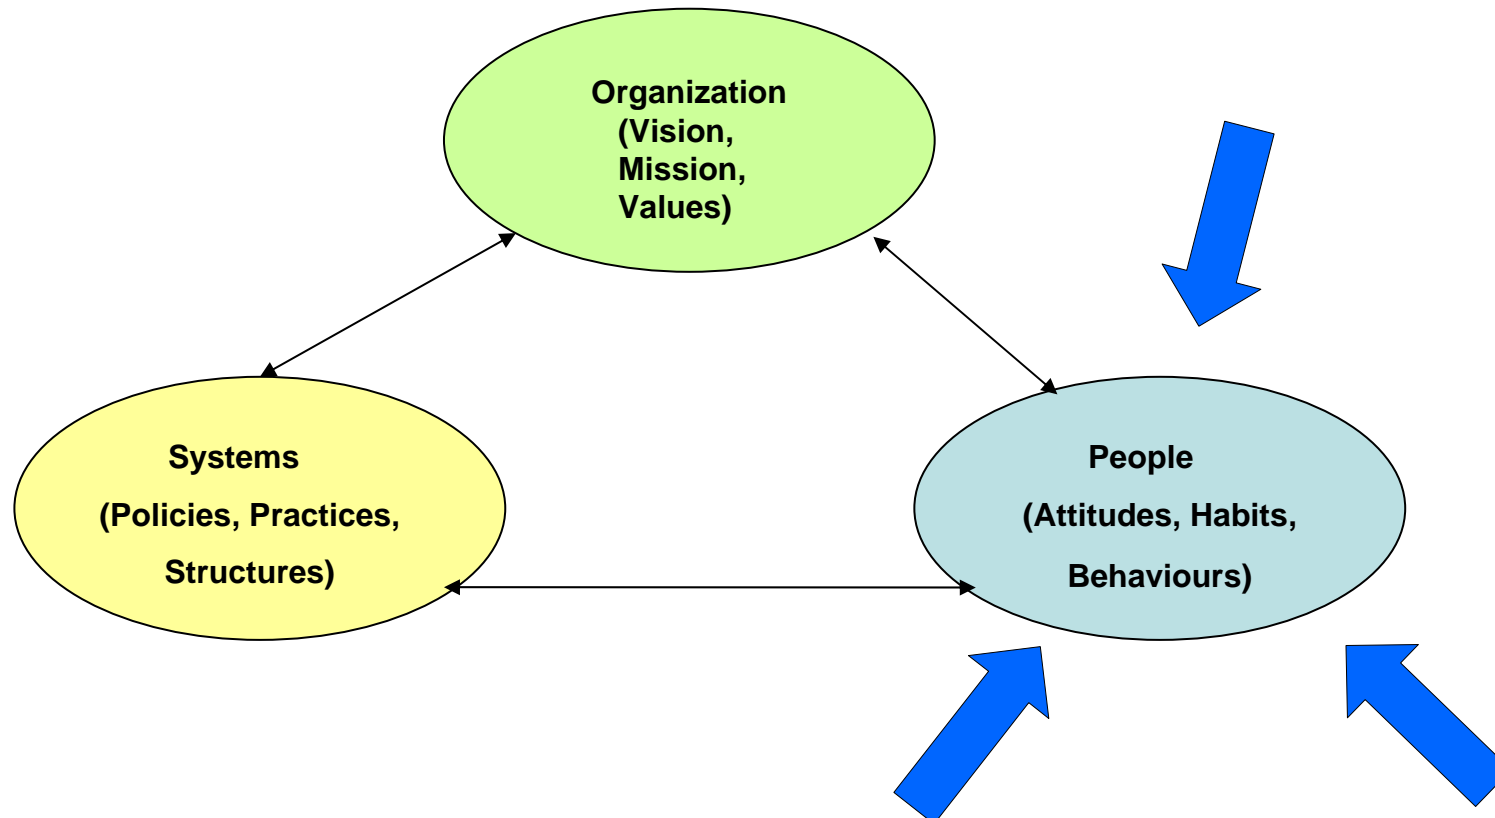 Organization
(Vision,
Mission,
Values)
Systems
(Policies, Practices,
Structures)
People
(Attitudes, Habits,
Behaviours)